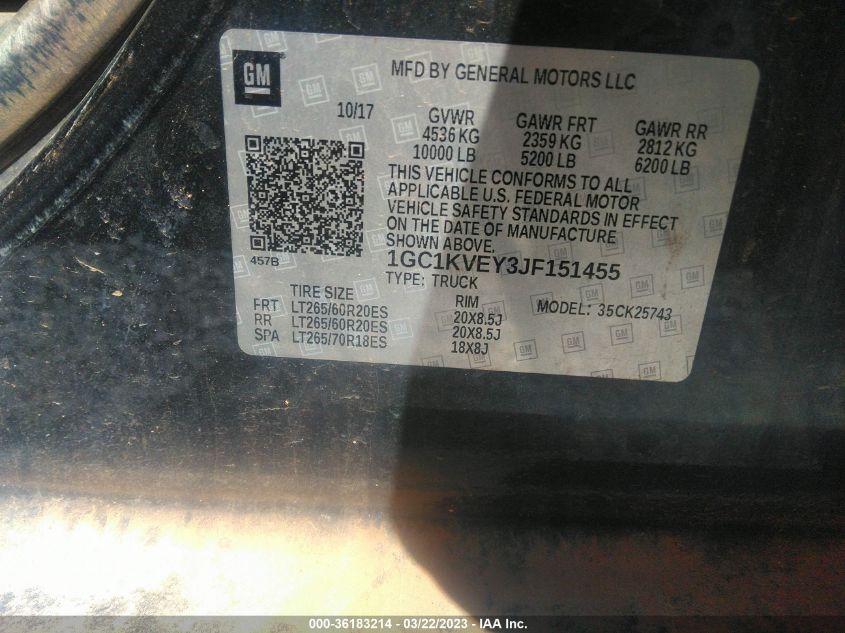 GM
MFD BY GENERAL MOTORS LLC
10/17
GVWR GAWR FRT GAWR RR
4536 KG 2359 KG 2812 KG
10000 LB 5200 LB 6200 LB
THIS VEHICLE CONFORMS TO ALL
APPLICABLE U.S. FEDERAL MOTOR
VEHICLE SAFETY STANDARDS IN EFFECT
ON THE DATE OF MANUFACTURE
SHOWN ABOVE.
457B
1GC1KVEY3JF151455
TYPE: TRUCK
TIRE SIZE RIM MODEL: 35CK25743
FRT LT265/60R20ES 20X8.5J
RR LT265/60R20ES 20X8.5J
SPA LT265/70R18ES 18X8J
000-36183214 - 03/22/2023 - IAA Inc.